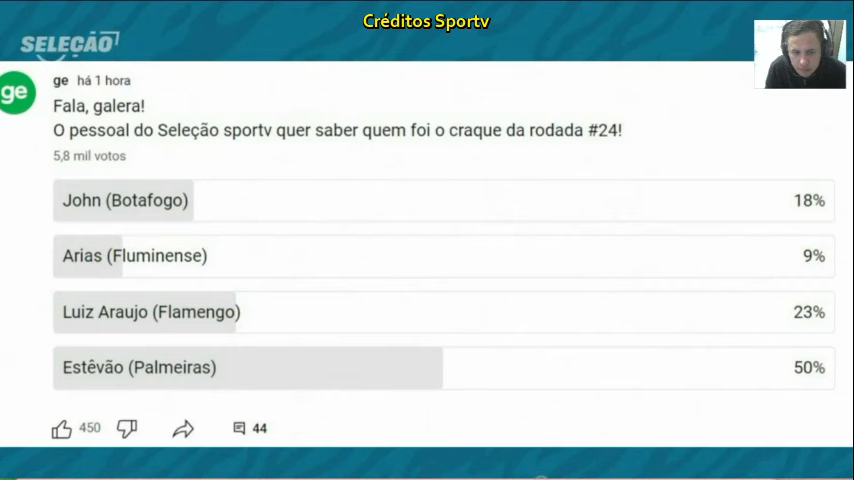 Créditos Sportv
SELEÇÃO
ge
ge há 1 hora
Fala, galera!
O pessoal do Seleção sportv quer saber quem foi o craque da rodada #24!
5,8 mil votos
John (Botafogo) 18%
Arias (Fluminense) 9%
Luiz Araujo (Flamengo) 23%
Estêvão (Palmeiras) 50%
450 44